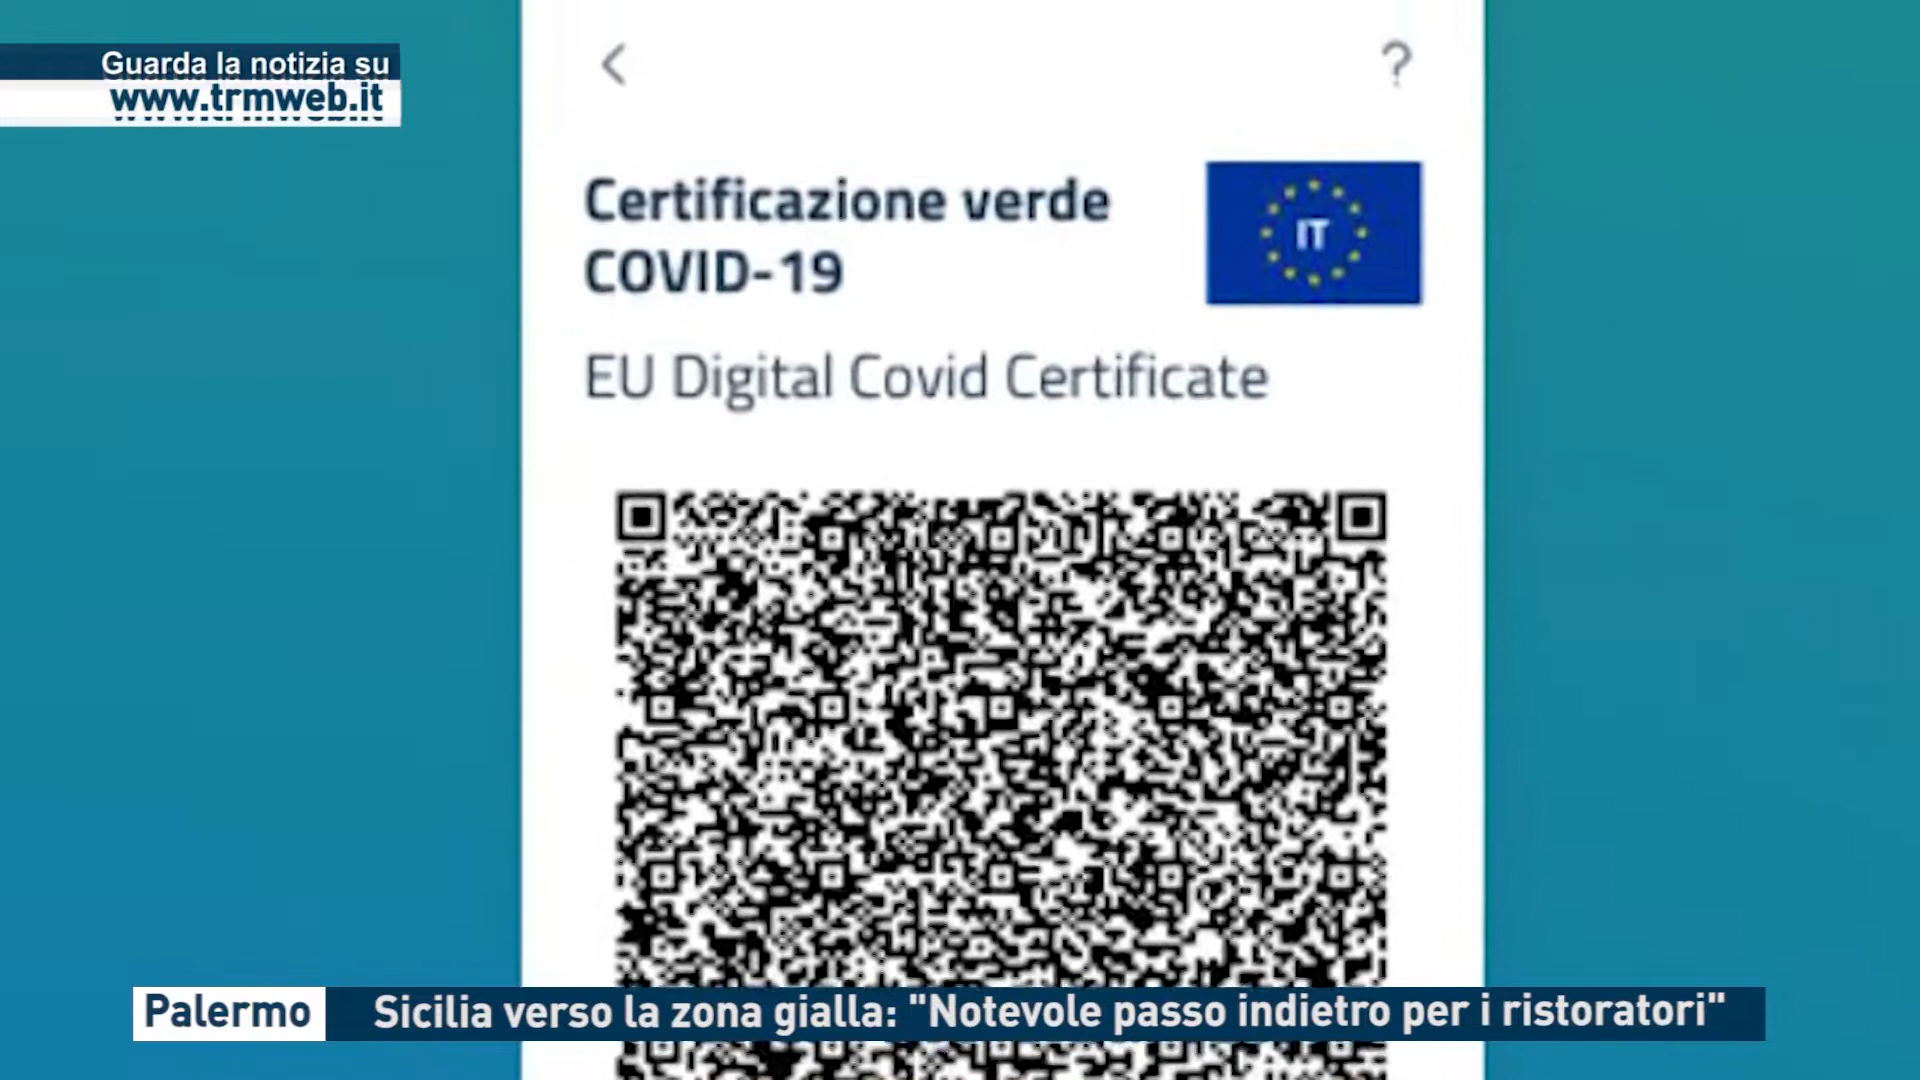 Guarda la notizia su
www.trmweb.it
Certificazione verde
COVID-19
IT
EU Digital Covid Certificate
Palermo
Sicilia verso la zona gialla: "Notevole passo indietro per i ristoratori"